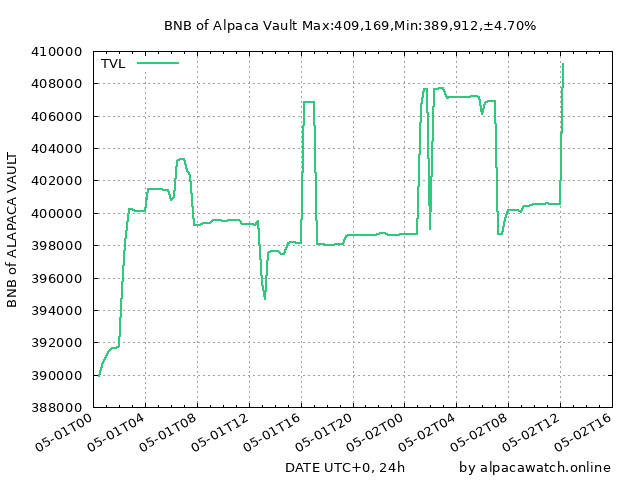 BNB of Alpaca Vault Max:409,169,Min:389,912,±4.70%
TVL
BNB of ALAPACA VAULT
410000
408000
406000
404000
402000
400000
398000
396000
394000
392000
390000
388000
05-01T00
05-01T04
05-01T08
05-01T12
05-01T16
05-01T20
05-02T00
05-02T04
05-02T08
05-02T12
05-02T16
DATE UTC+0, 24h
by alpacawatch.online